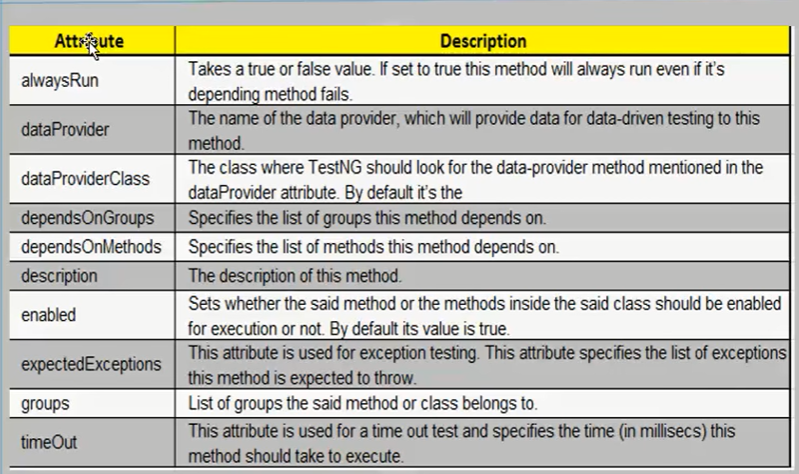 Attribute Description
alwaysRun Takes a true or false value. If set to true this method will always run even if it's
depending method fails.
dataProvider The name of the data provider, which will provide data for data-driven testing to this
method.
dataProviderClass The class where TestNG should look for the data-provider method mentioned in the
dataProvider attribute. By default it's the
dependsOnGroups Specifies the list of groups this method depends on.
dependsOnMethods Specifies the list of methods this method depends on.
description The description of this method.
enabled Sets whether the said method or the methods inside the said class should be enabled
for execution or not. By default its value is true.
expectedExceptions This attribute is used for exception testing. This attribute specifies the list of exceptions
this method is expected to throw.
groups List of groups the said method or class belongs to.
timeOut This attribute is used for a time out test and specifies the time (in millisecs) this
method should take to execute.